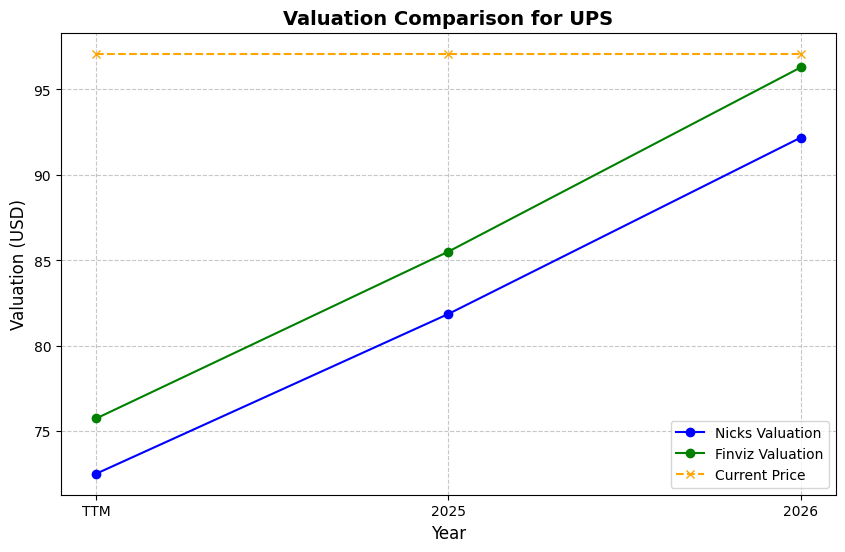 Valuation Comparison for UPS
Valuation (USD)
95
90
85
80
75
TTM
2025
2026
Year
Nicks Valuation
Finviz Valuation
Current Price